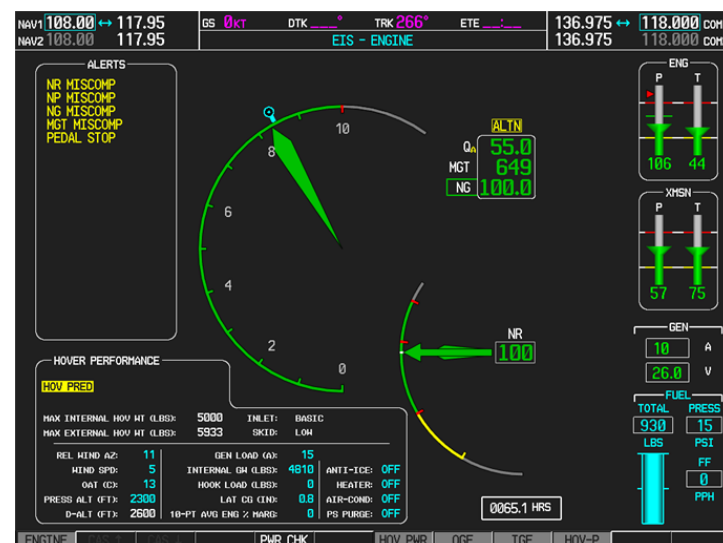 NAV1 108.00 ↔ 117.95
NAV2 108.00 117.95
GS 0KT DTK ___° TRK 266° ETE __:__
EIS - ENGINE
136.975 ↔ 118.000 COM
136.975 118.000 COM
ALERTS
NR MISCOMP
NP MISCOMP
NG MISCOMP
MGT MISCOMP
PEDAL STOP
10
8
6
4
2
0
ALTN
Q 55.0
MGT 649
NG 100.0
NR
100
ENG
P T
106 44
XMSN
P T
57 75
GEN
10 A
26.0 V
FUEL
TOTAL PRESS
930 15
LBS PSI
FF
0
PPH
HOVER PERFORMANCE
HOV PRED
MAX INTERNAL HOV WT (LBS): 5000 INLET: BASIC
MAX EXTERNAL HOV WT (LBS): 5933 SKID: LOW
REL WIND AZ: 11 GEN LOAD (A): 15
WIND SPD: 5 INTERNAL GW (LBS): 4810 ANTI-ICE: OFF
OAT (C): 13 HOOK LOAD (LBS): 0 HEATER: OFF
PRESS ALT (FT): 2300 LAT CG (IN): 0.8 AIR-COND: OFF
D-ALT (FT): 2600 10-PT AVG ENG % MARG: 0 PS PURGE: OFF
0065.1 HRS
ENGINE PWR CHK HOV PWR OGE IGE HOV-P